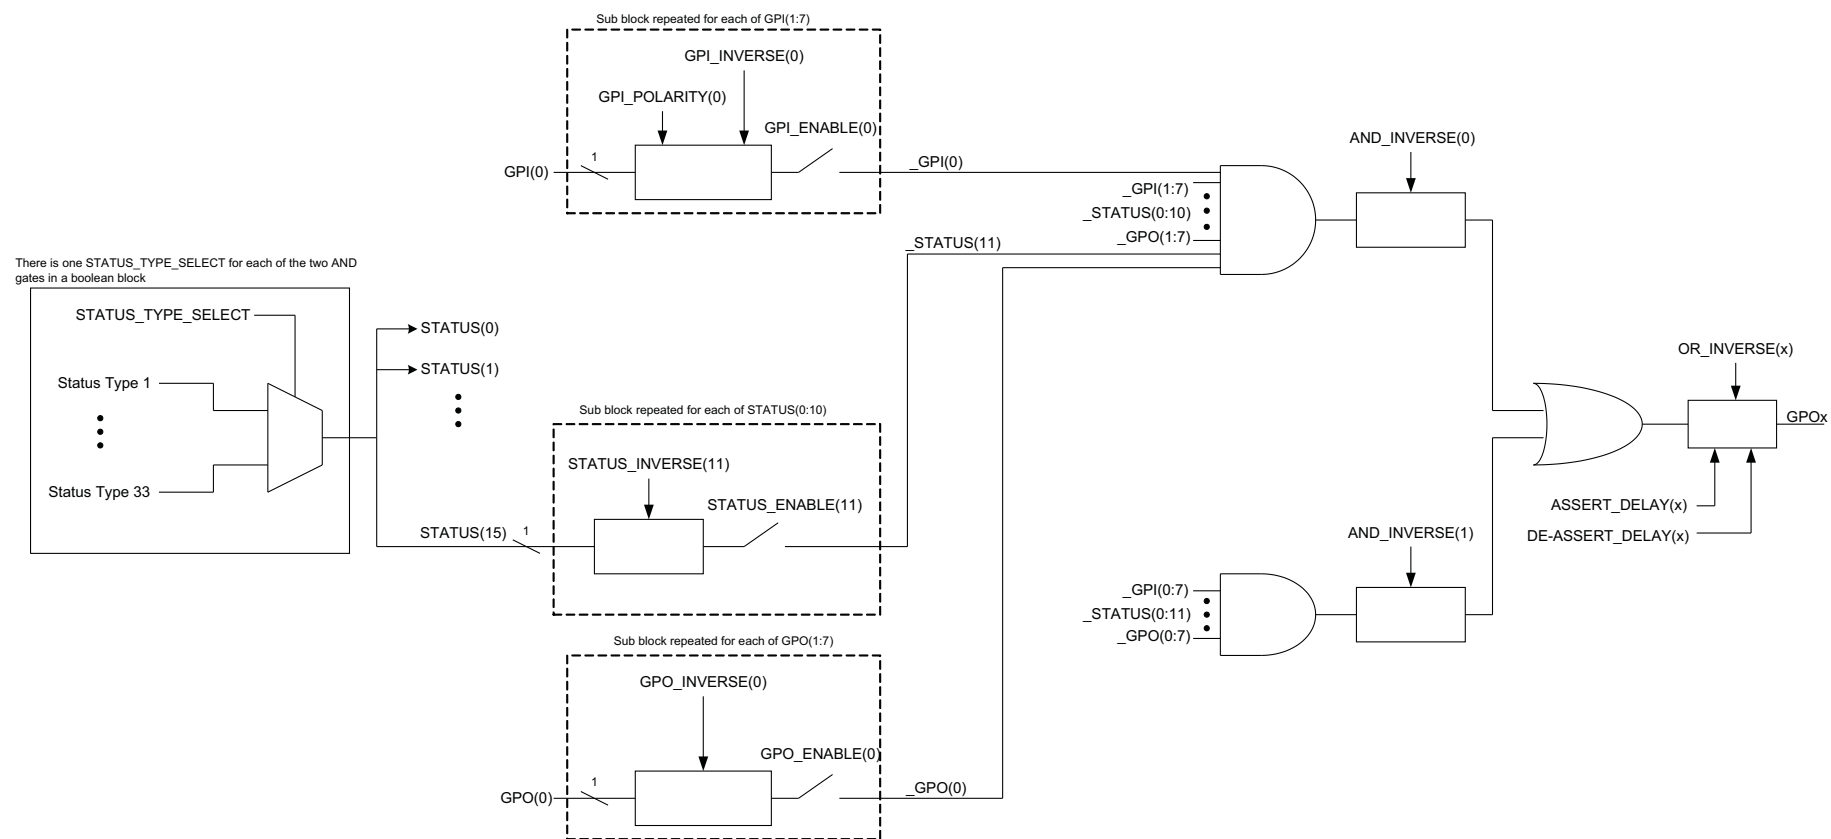 Sub block repeated for each of GPI(1:7)
GPI_INVERSE(0)
GPI_POLARITY(0)
GPI_ENABLE(0)
GPI(0)
1
_GPI(0)
_GPI(1:7)
_STATUS(0:10)
_GPO(1:7)
_STATUS(11)
AND_INVERSE(0)
There is one STATUS_TYPE_SELECT for each of the two AND
gates in a boolean block
STATUS_TYPE_SELECT
Status Type 1
Status Type 33
STATUS(0)
STATUS(1)
Sub block repeated for each of STATUS(0:10)
STATUS_INVERSE(11)
STATUS_ENABLE(11)
STATUS(15)
1
OR_INVERSE(x)
GPOx
ASSERT_DELAY(x)
DE-ASSERT_DELAY(x)
AND_INVERSE(1)
_GPI(0:7)
_STATUS(0:11)
_GPO(0:7)
Sub block repeated for each of GPO(1:7)
GPO_INVERSE(0)
GPO_ENABLE(0)
GPO(0)
1
_GPO(0)